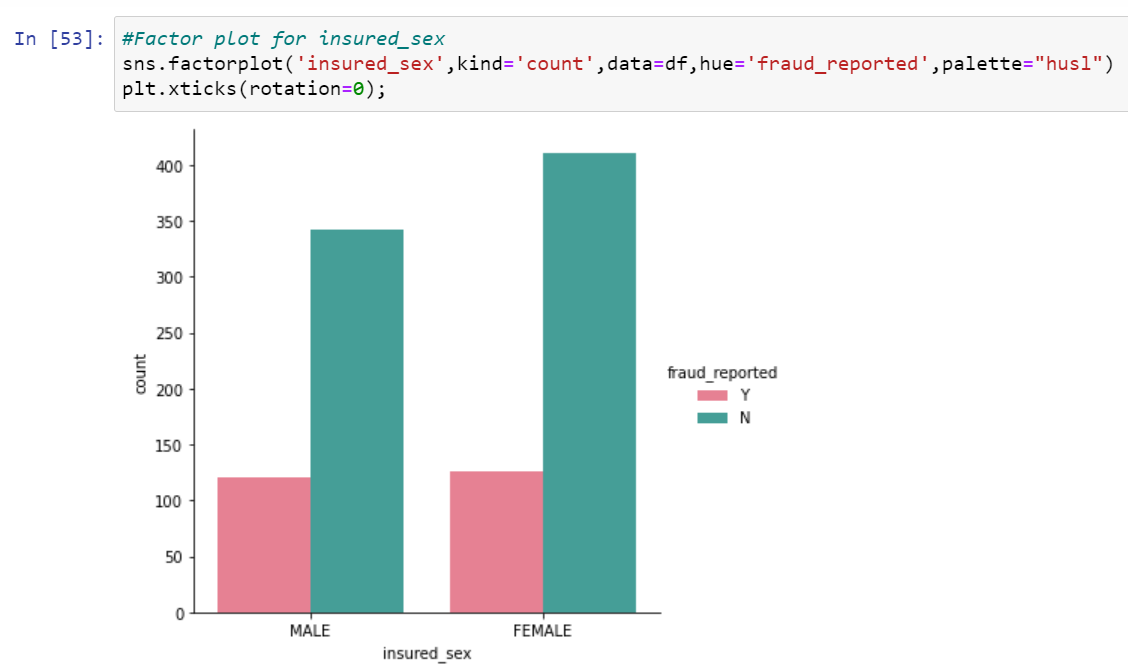 In [53]:
#Factor plot for insured_sex
sns.factorplot('insured_sex',kind='count',data=df,hue='fraud_reported',palette="husl")
plt.xticks(rotation=0);
400
350
300
250
200
150
100
50
0
count
MALE
FEMALE
insured_sex
fraud_reported
Y
N